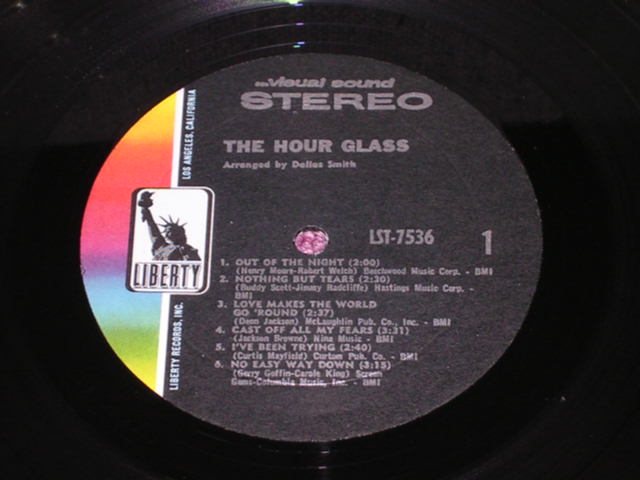 visual sound
STEREO
THE HOUR GLASS
Arranged by Dallas Smith
LOS ANGELES, CALIFORNIA
LIBERTY
LIBERTY RECORDS, INC.
LST-7536
1
1. OUT OF THE NIGHT (2:00)
(Henry Moore-Robert Welch) Beechwood Music Corp. - BMI
2. NOTHING BUT TEARS (2:30)
(Buddy Scott-Jimmy Radcliffe) Hastings Music Corp. -
BMI
3. LOVE MAKES THE WORLD
GO 'ROUND (2:37)
(Deon Jackson) McLaughlin Pub. Co., Inc. - BMI
4. CAST OFF ALL MY FEARS (3:31)
(Jackson Browne) Nina Music - BMI
5. I'VE BEEN TRYING (2:40)
(Curtis Mayfield) Curtom Pub. Co. - BMI
6. NO EASY WAY DOWN (3:15)
(Gerry Goffin-Carole King) Screen
Gems-Columbia Music, Inc. - BMI